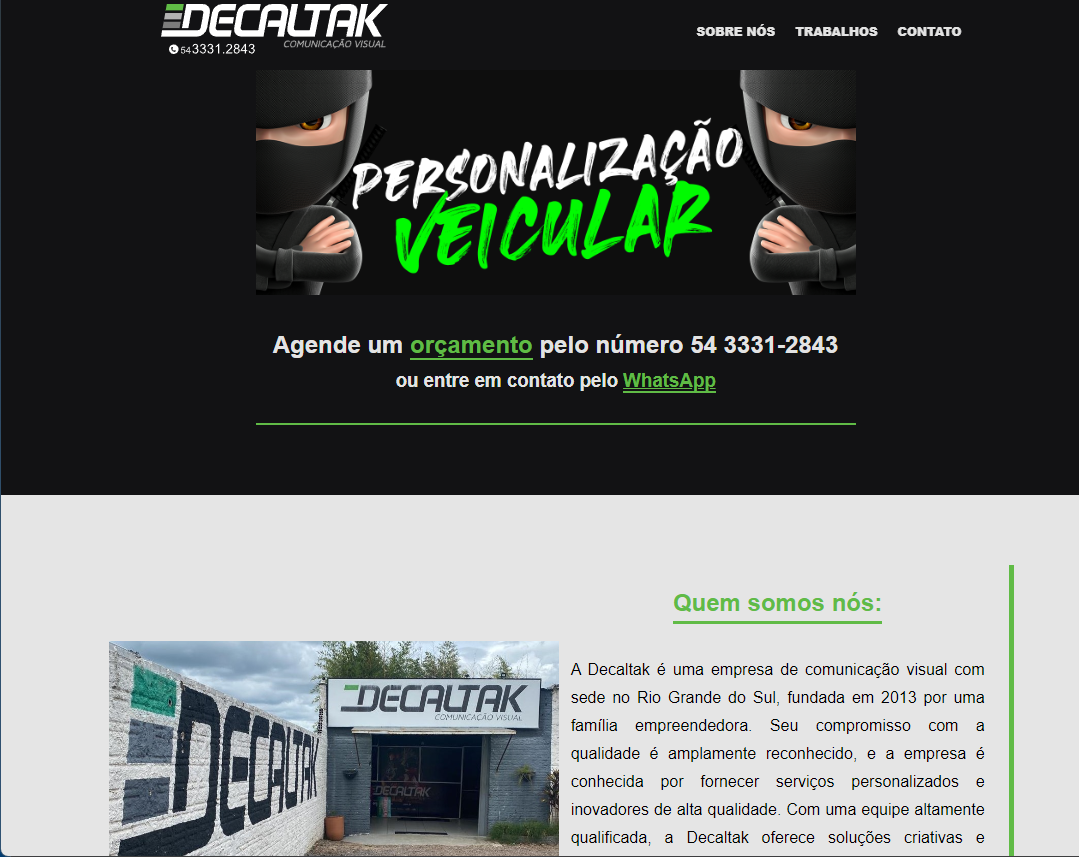 DECALTAK
COMUNICAÇÃO VISUAL
54 3331.2843
SOBRE NÓS TRABALHOS CONTATO
PERSONALIZAÇÃO
VEICULAR
Agende um orçamento pelo número 54 3331-2843
ou entre em contato pelo WhatsApp
Quem somos nós:
DECALTAK
DECALTAK
COMUNICAÇÃO VISUAL
DECALTAK
A Decaltak é uma empresa de comunicação visual com
sede no Rio Grande do Sul, fundada em 2013 por uma
família empreendedora. Seu compromisso com a
qualidade é amplamente reconhecido, e a empresa é
conhecida por fornecer serviços personalizados e
inovadores de alta qualidade. Com uma equipe altamente
qualificada, a Decaltak oferece soluções criativas e